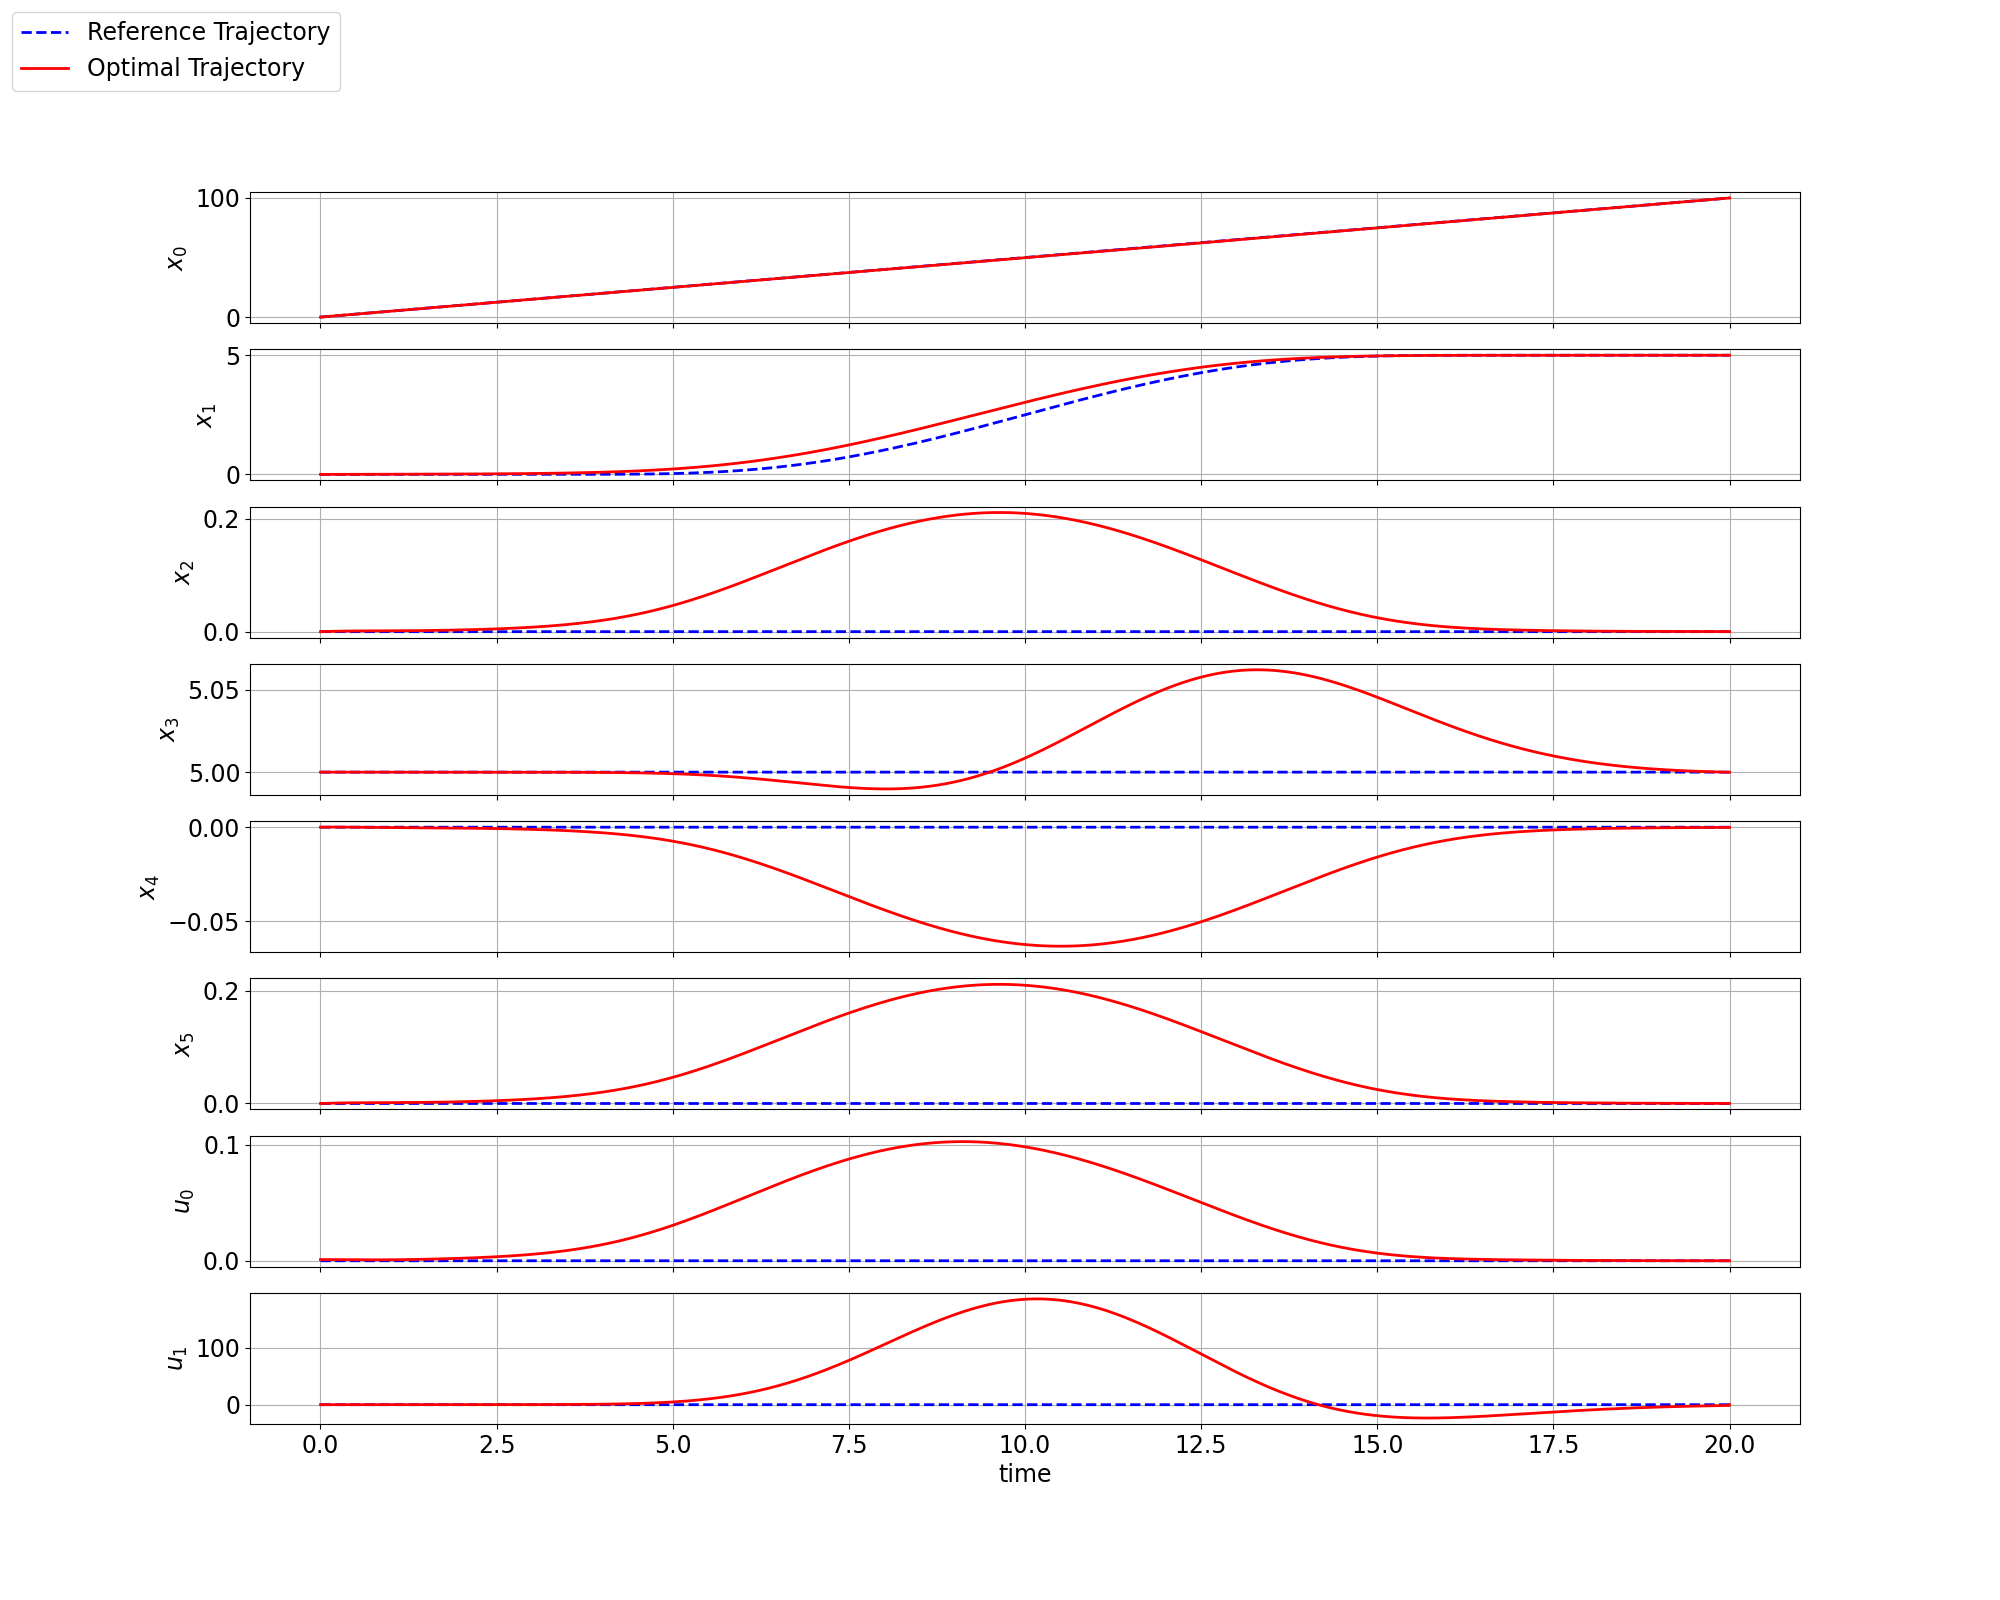 Reference Trajectory
Optimal Trajectory
100
x₀
0
5
x₁
0
0.2
x₂
0.0
5.05
x₃
5.00
0.00
x₄
−0.05
0.2
x₅
0.0
0.1
u₀
0.0
u₁ 100
0
0.0 2.5 5.0 7.5 10.0 12.5 15.0 17.5 20.0
time